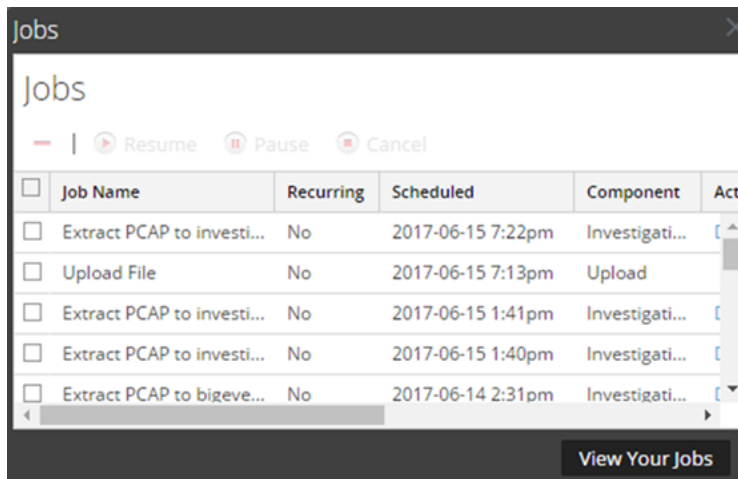 Jobs
Jobs
Resume Pause Cancel
Job Name Recurring Scheduled Component Act
Extract PCAP to investi... No 2017-06-15 7:22pm Investigati...
Upload File No 2017-06-15 7:13pm Upload
Extract PCAP to investi... No 2017-06-15 1:41pm Investigati...
Extract PCAP to investi... No 2017-06-15 1:40pm Investigati...
Extract PCAP to bigeve... No 2017-06-14 2:31pm Investigati...
View Your Jobs